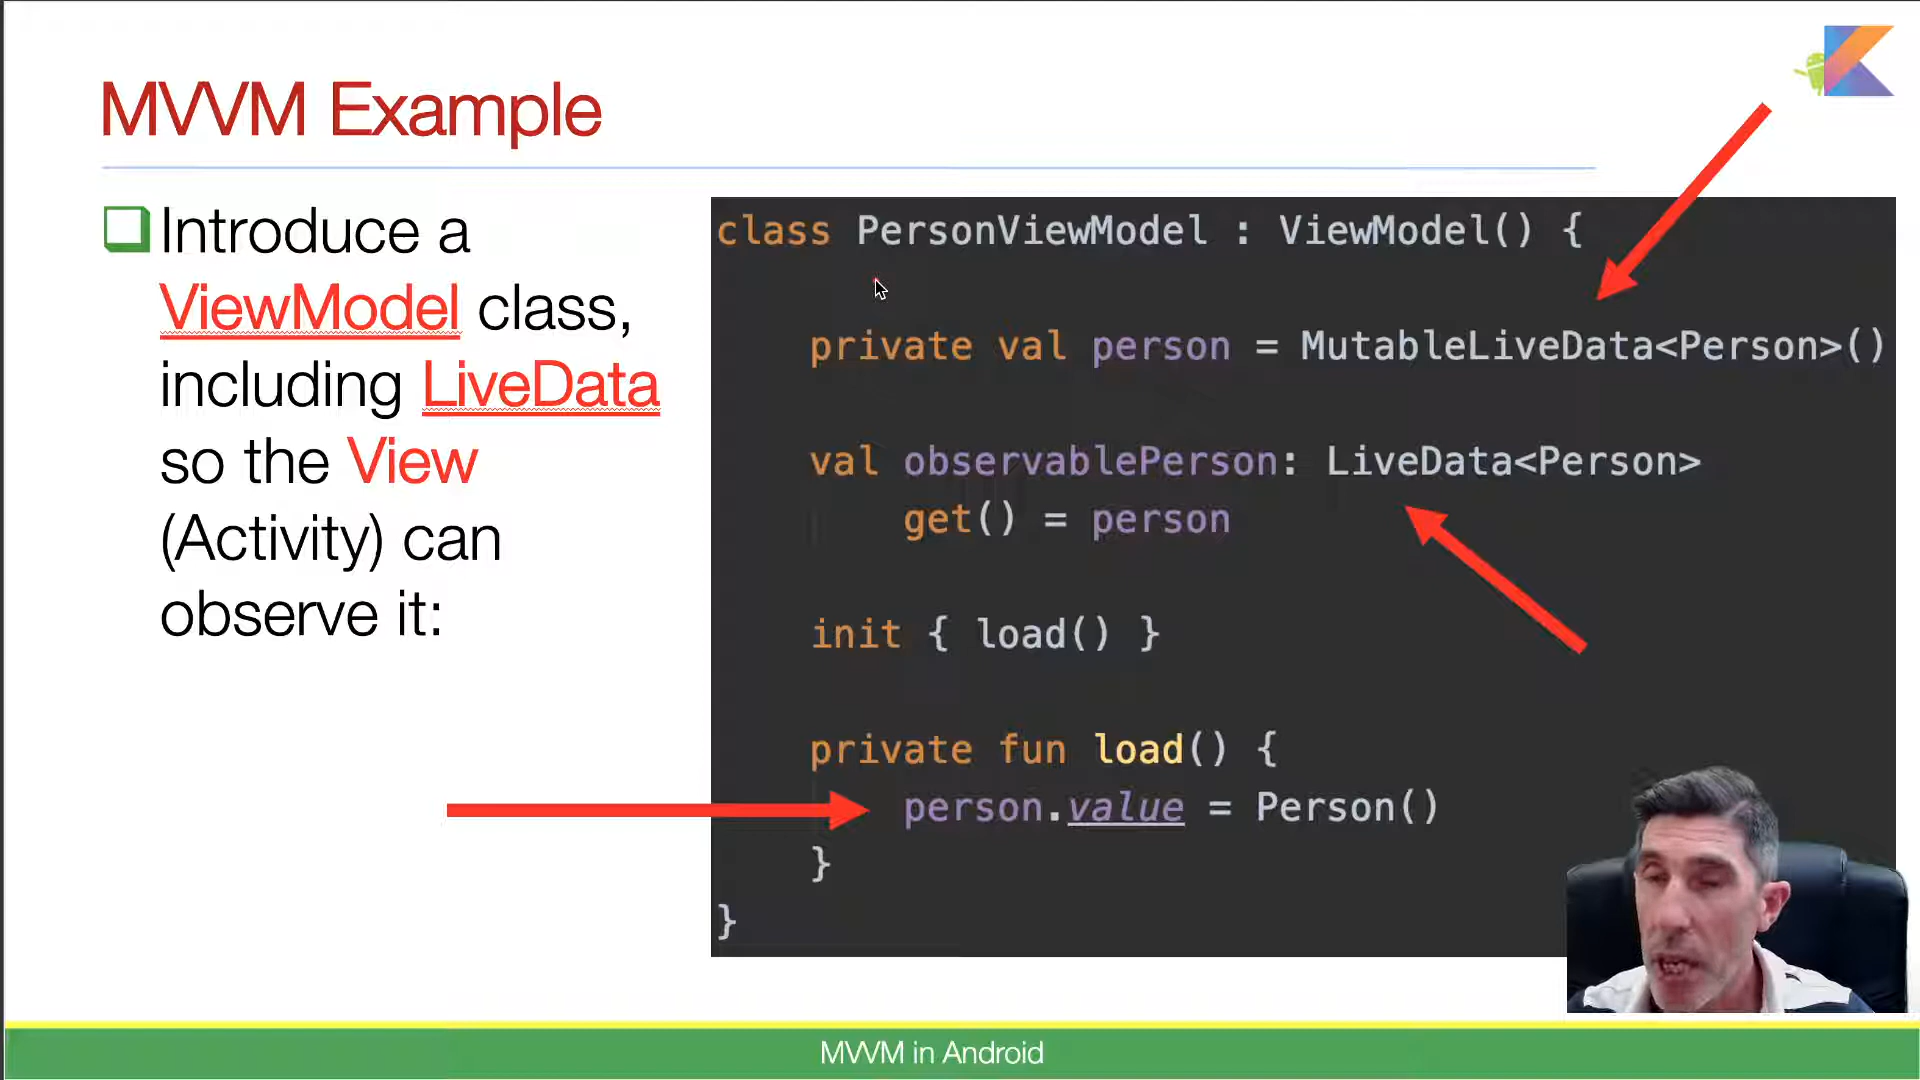 MVVM Example
Introduce a
ViewModel class,
including LiveData
so the View
(Activity) can
observe it:
class PersonViewModel : ViewModel() {
private val person = MutableLiveData<Person>()
val observablePerson: LiveData<Person>
get() = person
init { load() }
private fun load() {
person.value = Person()
}
}
MVVM in Android